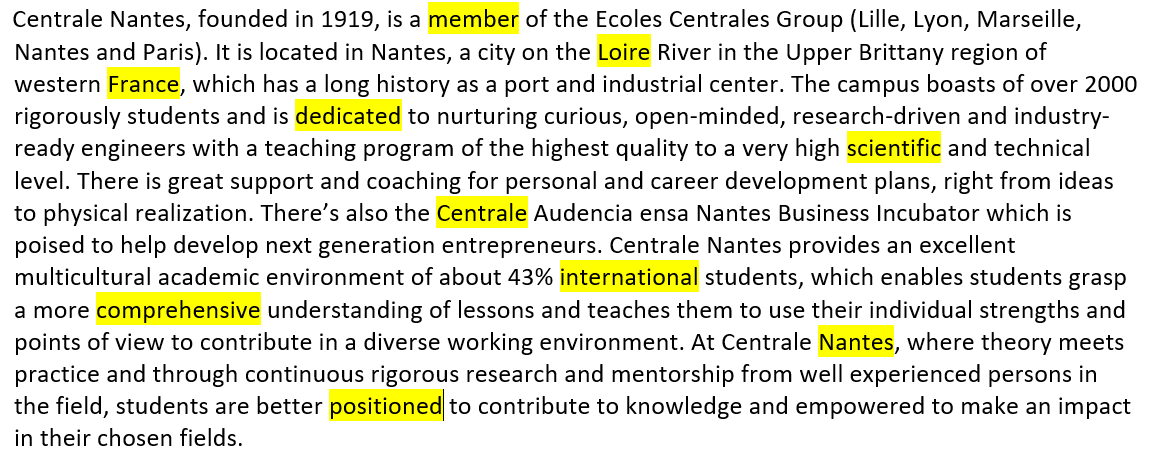 Centrale Nantes, founded in 1919, is a member of the Ecoles Centrales Group (Lille, Lyon, Marseille,
Nantes and Paris). It is located in Nantes, a city on the Loire River in the Upper Brittany region of
western France, which has a long history as a port and industrial center. The campus boasts of over 2000
rigorously students and is dedicated to nurturing curious, open-minded, research-driven and industry-
ready engineers with a teaching program of the highest quality to a very high scientific and technical
level. There is great support and coaching for personal and career development plans, right from ideas
to physical realization. There’s also the Centrale Audencia ensa Nantes Business Incubator which is
poised to help develop next generation entrepreneurs. Centrale Nantes provides an excellent
multicultural academic environment of about 43% international students, which enables students grasp
a more comprehensive understanding of lessons and teaches them to use their individual strengths and
points of view to contribute in a diverse working environment. At Centrale Nantes, where theory meets
practice and through continuous rigorous research and mentorship from well experienced persons in
the field, students are better positioned to contribute to knowledge and empowered to make an impact
in their chosen fields.